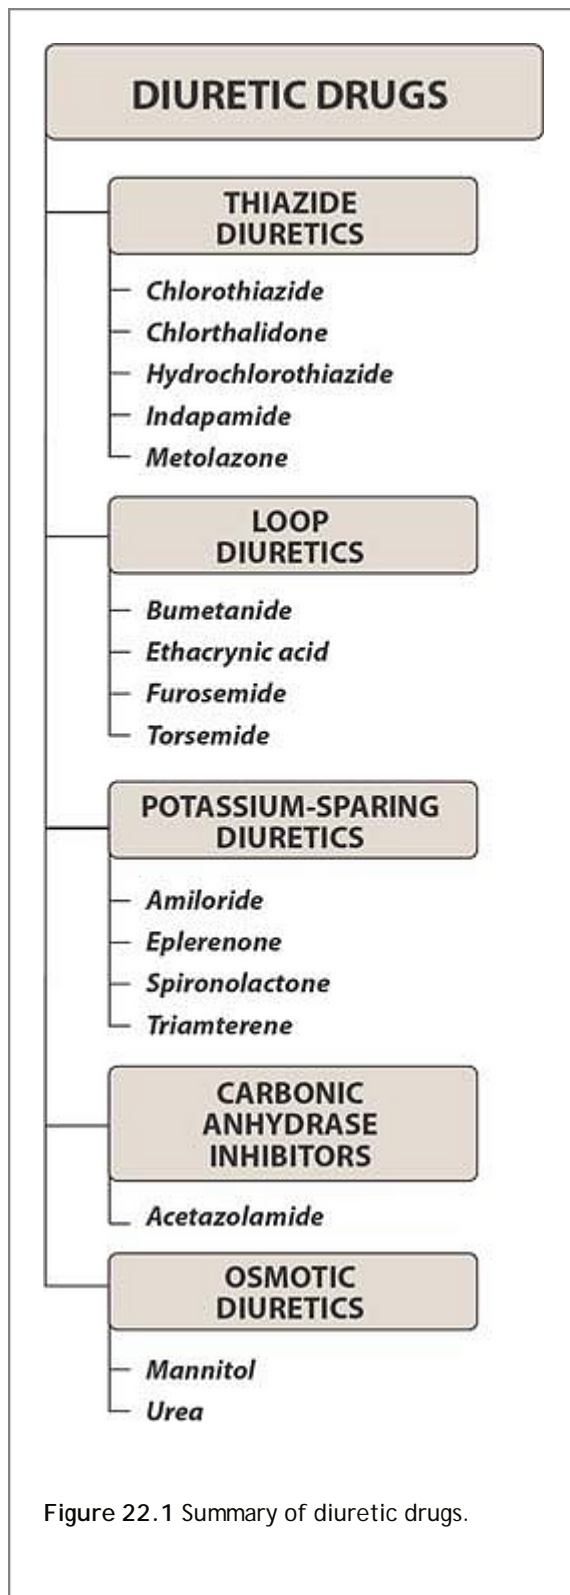 DIURETIC DRUGS
THIAZIDE
DIURETICS
Chlorothiazide
Chlorthalidone
Hydrochlorothiazide
Indapamide
Metolazone
LOOP
DIURETICS
Bumetanide
Ethacrynic acid
Furosemide
Torsemide
POTASSIUM-SPARING
DIURETICS
Amiloride
Eplerenone
Spironolactone
Triamterene
CARBONIC
ANHYDRASE
INHIBITORS
Acetazolamide
OSMOTIC
DIURETICS
Mannitol
Urea
Figure 22.1 Summary of diuretic drugs.